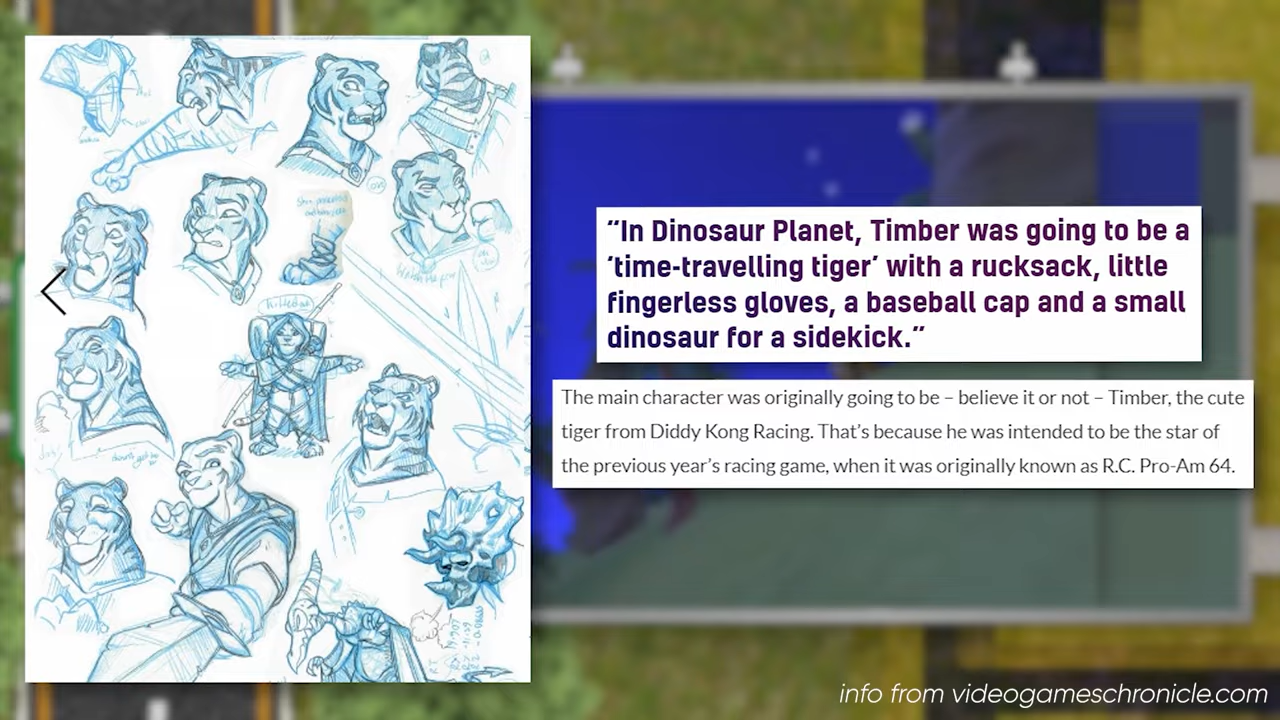 “In Dinosaur Planet, Timber was going to be a
‘time-travelling tiger’ with a rucksack, little
fingerless gloves, a baseball cap and a small
dinosaur for a sidekick.”
The main character was originally going to be – believe it or not – Timber, the cute
tiger from Diddy Kong Racing. That’s because he was intended to be the star of
the previous year’s racing game, when it was originally known as R.C. Pro-Am 64.
info from videogameschronicle.com